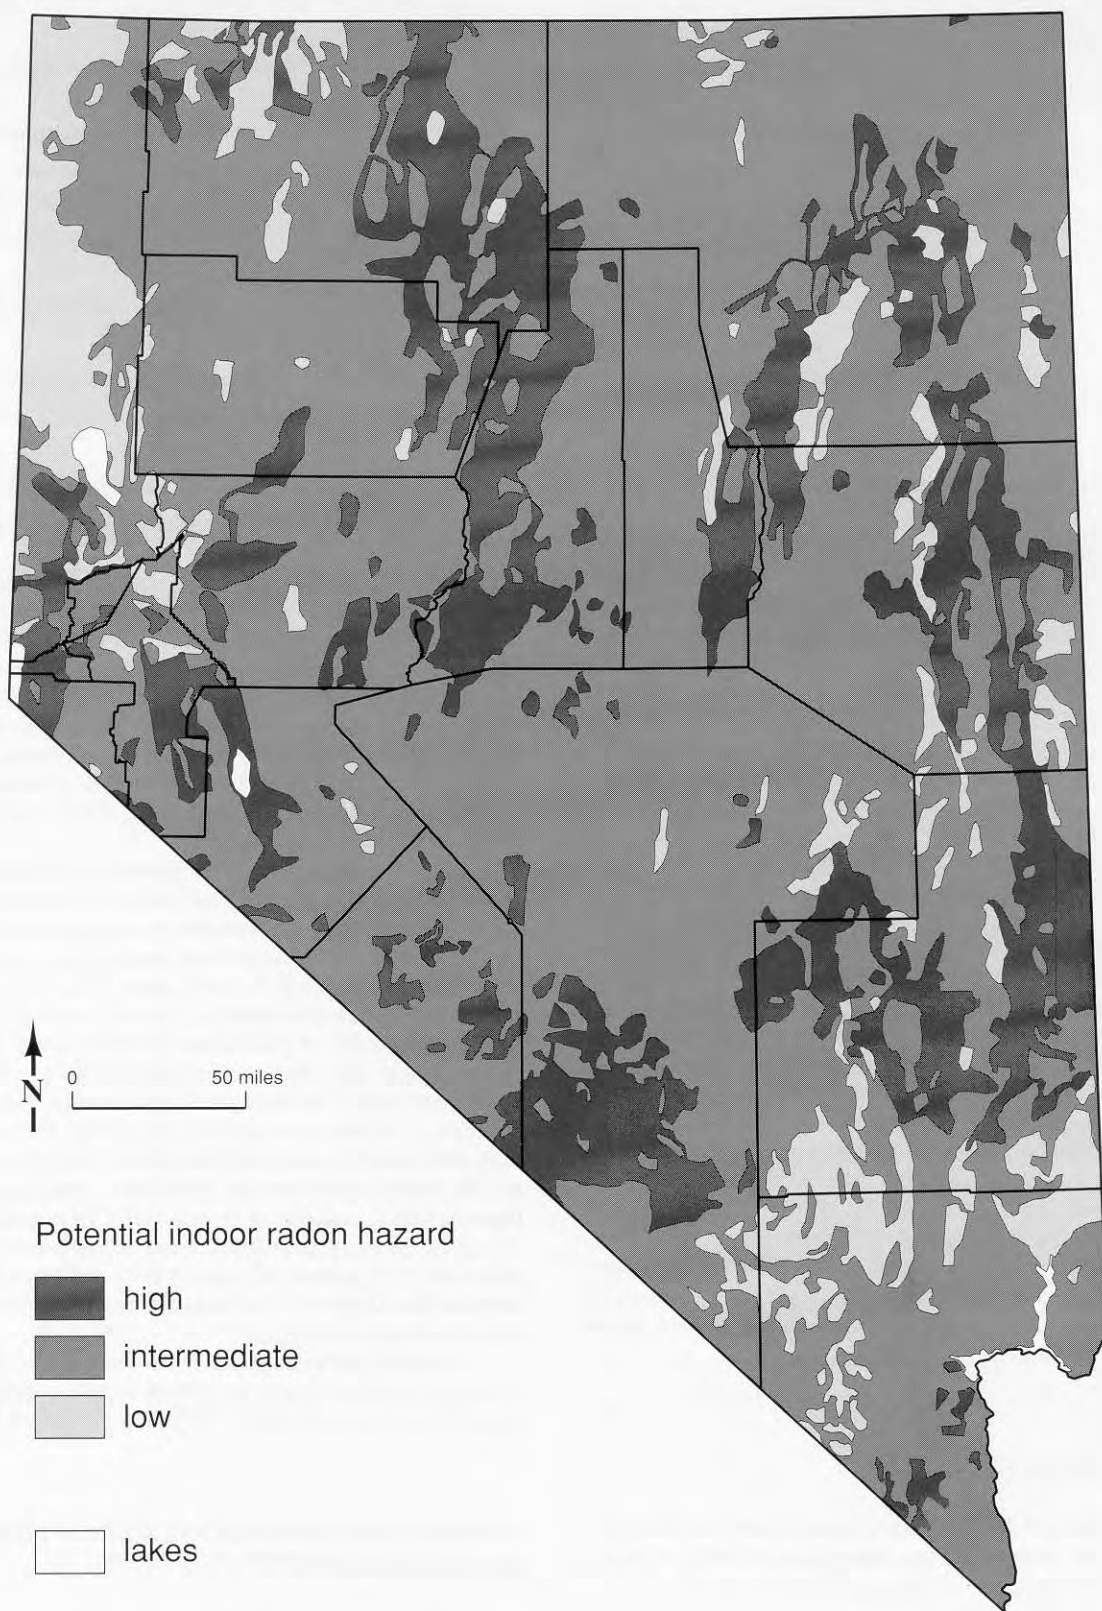 N
0 50 miles
Potential indoor radon hazard
high
intermediate
low
lakes